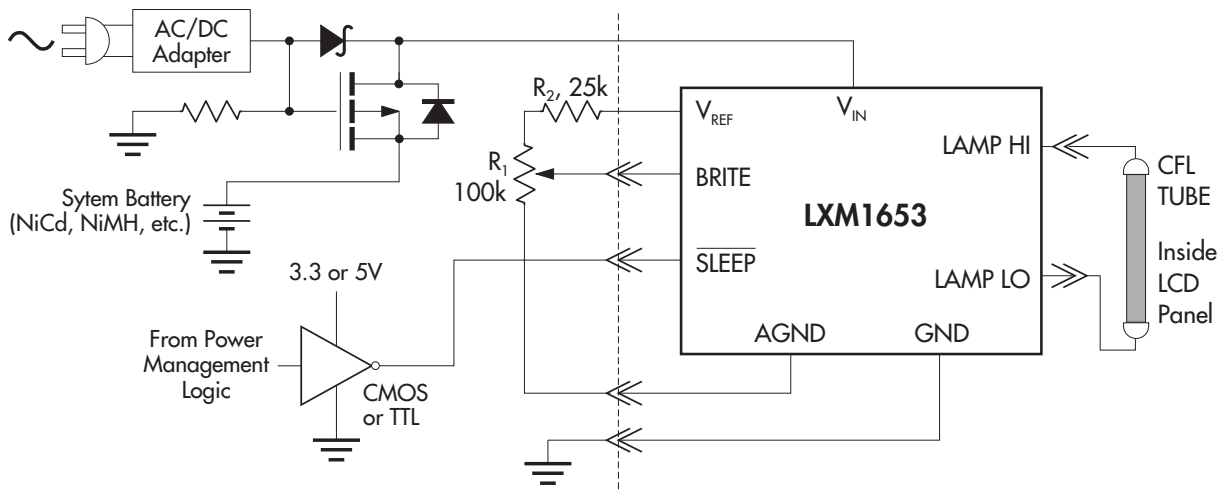 AC/DC
Adapter
R2, 25k
VREF
VIN
LAMP HI
R1
100k
BRITE
CFL
TUBE
LXM1653
Sytem Battery
(NiCd, NiMH, etc.)
SLEEP
3.3 or 5V
LAMP LO
Inside
LCD
Panel
AGND
GND
From Power
Management
Logic
CMOS
or TTL